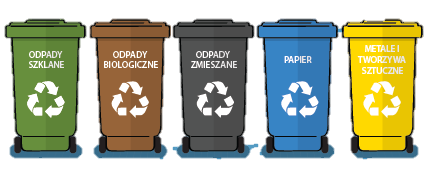 ODPADY
SZKLANE
ODPADY
BIOLOGICZNE
ODPADY
ZMIESZANE
PAPIER
METALE I
TWORZYWA
SZTUCZNE